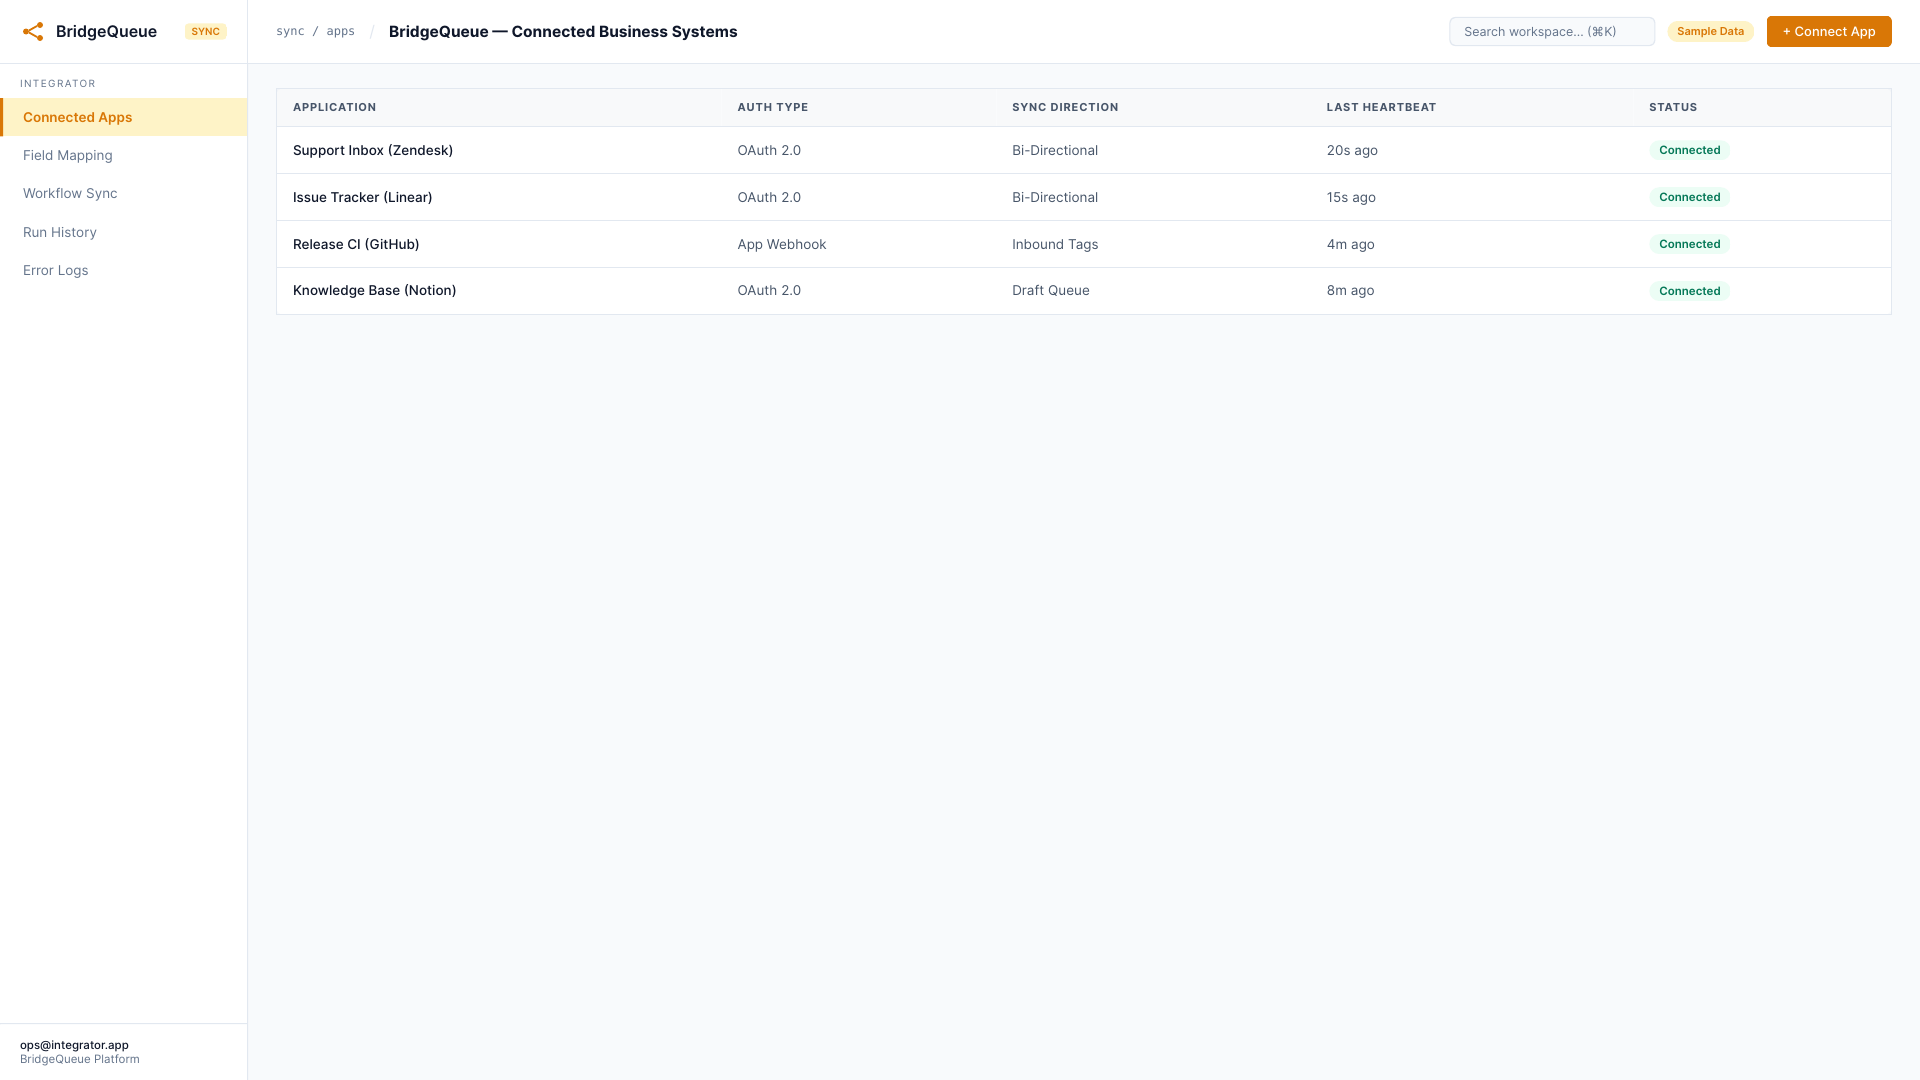 BridgeQueue SYNC
sync / apps / BridgeQueue — Connected Business Systems
Search workspace... (⌘K)
Sample Data
+ Connect App
INTEGRATOR
Connected Apps
Field Mapping
Workflow Sync
Run History
Error Logs
APPLICATION AUTH TYPE SYNC DIRECTION LAST HEARTBEAT STATUS
Support Inbox (Zendesk) OAuth 2.0 Bi-Directional 20s ago Connected
Issue Tracker (Linear) OAuth 2.0 Bi-Directional 15s ago Connected
Release CI (GitHub) App Webhook Inbound Tags 4m ago Connected
Knowledge Base (Notion) OAuth 2.0 Draft Queue 8m ago Connected
ops@integrator.app
BridgeQueue Platform